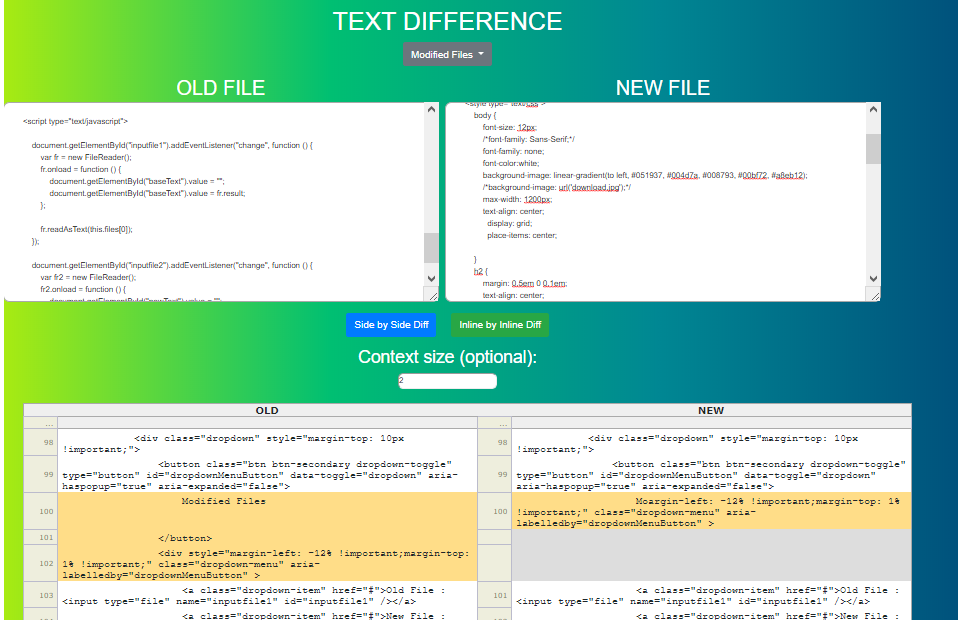 TEXT DIFFERENCE
Modified Files
OLD FILE
NEW FILE
<script type="text/javascript">
document.getElementById("inputfile1").addEventListener("change", function () {
var fr = new FileReader();
fr.onload = function () {
document.getElementById("baseText").value = "";
document.getElementById("baseText").value = fr.result;
};
fr.readAsText(this.files[0]);
});
document.getElementById("inputfile2").addEventListener("change", function () {
var fr2 = new FileReader();
fr2.onload = function () {
document.getElementById("newText").value = "";
<style type="text/css">
body {
font-size: 12px;
/*font-family: Sans-Serif;*/
font-family: none;
font-color:white;
background-image: linear-gradient(to left, #051937, #004d7a, #008793, #00bf72, #a8eb12);
/*background-image: url('download.jpg');*/
max-width: 1200px;
text-align: center;
display: grid;
place-items: center;
}
h2 {
margin: 0.5em 0 0.1em;
text-align: center;
Side by Side Diff
Inline by Inline Diff
Context size (optional):
2
OLD
NEW
...
...
98
<div class="dropdown" style="margin-top: 10px
!important;">
98
<div class="dropdown" style="margin-top: 10px
!important;">
99
<button class="btn btn-secondary dropdown-toggle"
type="button" id="dropdownMenuButton" data-toggle="dropdown" aria-
haspopup="true" aria-expanded="false">
99
<button class="btn btn-secondary dropdown-toggle"
type="button" id="dropdownMenuButton" data-toggle="dropdown"
aria-haspopup="true" aria-expanded="false">
100
Modified Files
100
Moargin-left: -12% !important;margin-top: 1%
!important;" class="dropdown-menu" aria-
labelledby="dropdownMenuButton" >
101
</button>
102
<div style="margin-left: -12% !important;margin-top:
1% !important;" class="dropdown-menu" aria-
labelledby="dropdownMenuButton" >
103
<a class="dropdown-item" href="#">Old File :
<input type="file" name="inputfile1" id="inputfile1" /></a>
101
<a class="dropdown-item" href="#">Old File :
<input type="file" name="inputfile1" id="inputfile1" /></a>
104
<a class="dropdown-item" href="#">New File :
<a class="dropdown-item" href="#">New File :